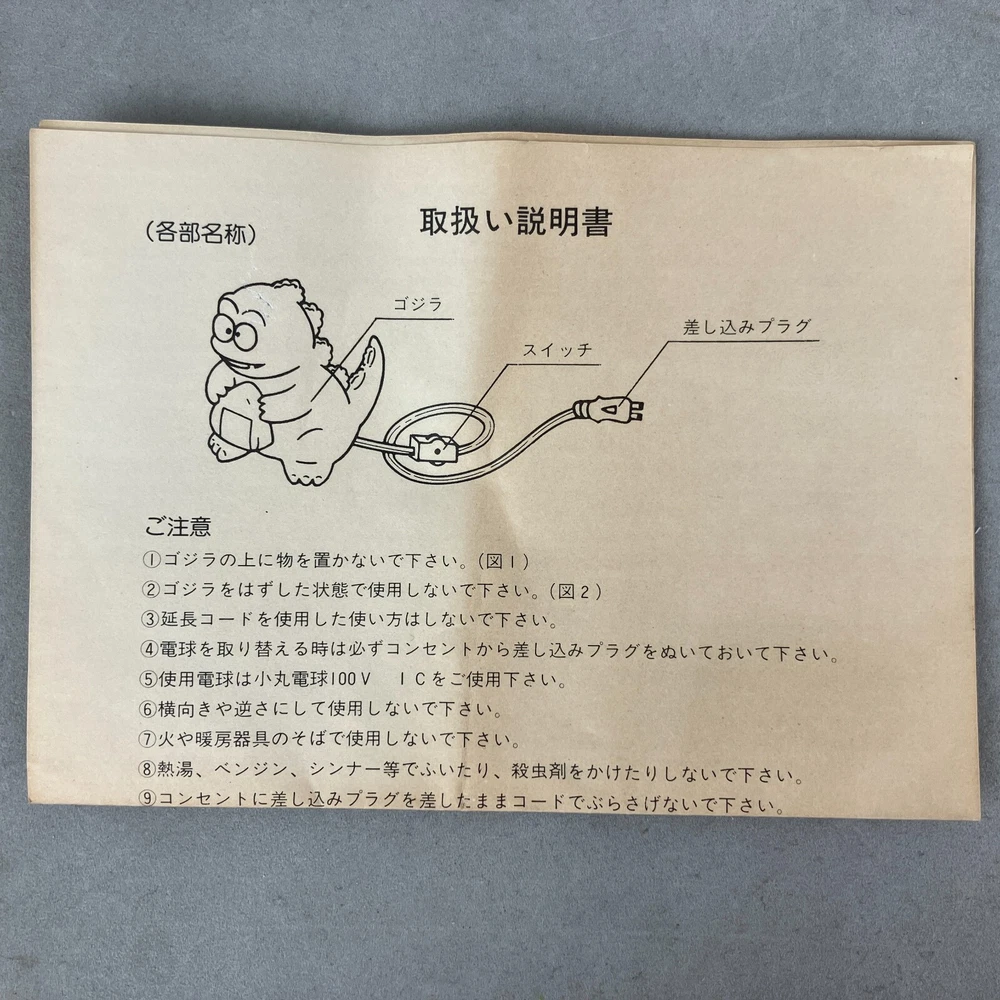 取扱い説明書
(各部名称)
ゴジラ
スイッチ
差し込みプラグ
ご注意
①ゴジラの上に物を置かないで下さい。(図1)
②ゴジラをはずした状態で使用しないで下さい。(図2)
③延長コードを使用した使い方はしないで下さい。
④電球を取り替える時は必ずコンセントから差し込みプラグをぬいておいて下さい。
⑤使用電球は小丸電球100V　1Cをご使用下さい。
⑥横向きや逆さにして使用しないで下さい。
⑦火や暖房器具のそばで使用しないで下さい。
⑧熱湯、ベンジン、シンナー等でふいたり、殺虫剤をかけたりしないで下さい。
⑨コンセントに差し込みプラグを差したままコードでぶらさげないで下さい。